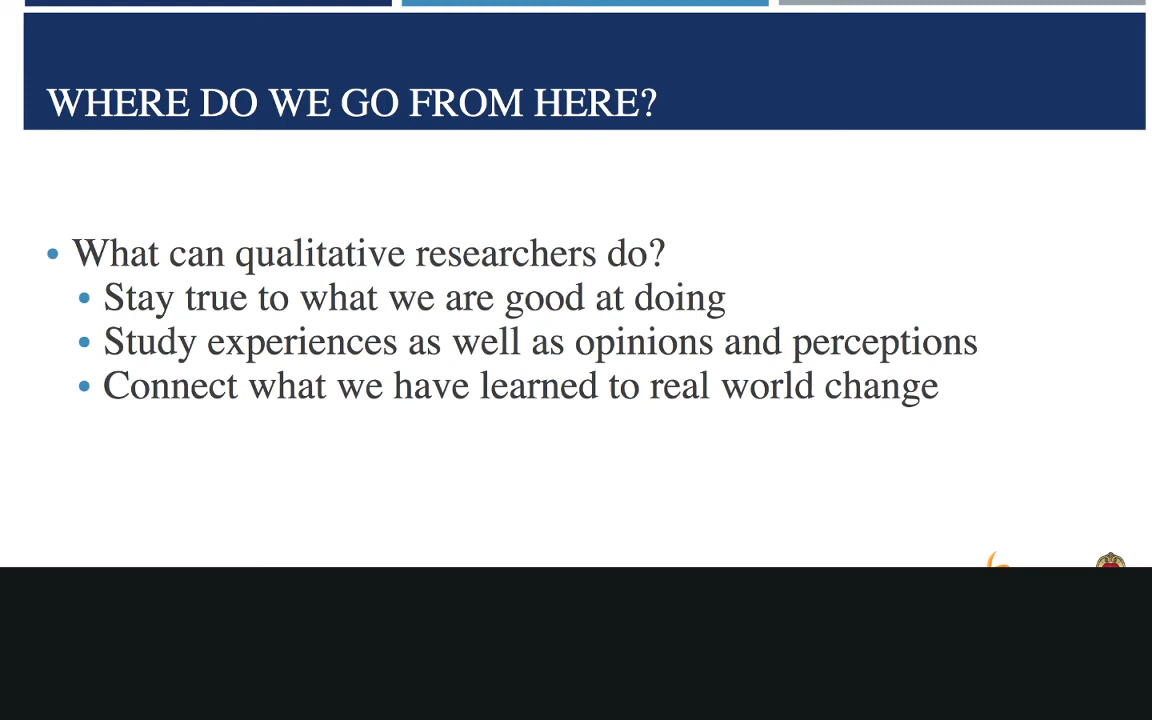 WHERE DO WE GO FROM HERE?
What can qualitative researchers do?
Stay true to what we are good at doing
Study experiences as well as opinions and perceptions
Connect what we have learned to real world change